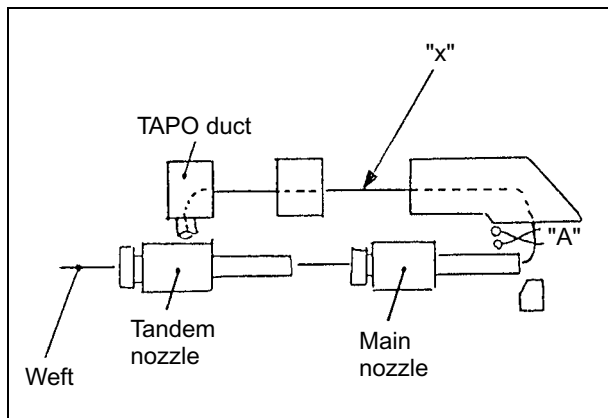 "x"
TAPO duct
"A"
Tandem
nozzle
Main
nozzle
Weft